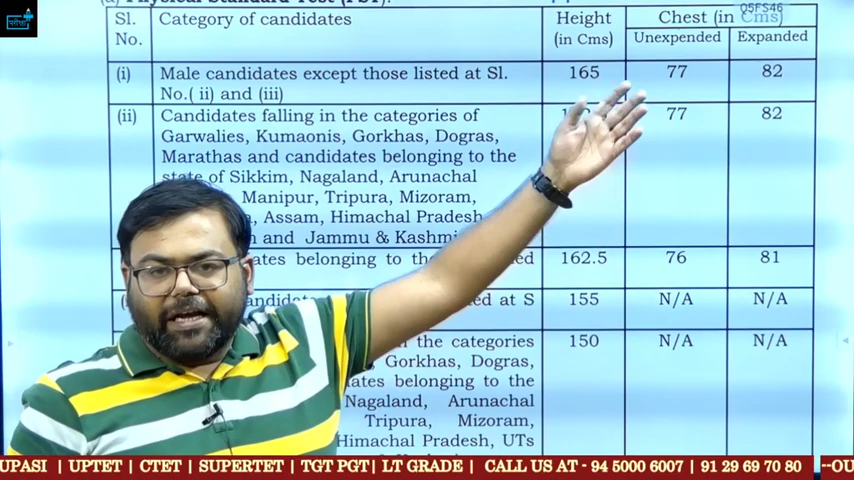 परीक्षा
(a) Physical Standard Test (PST):
Q5FS46
Sl. No.
Category of candidates
Height (in Cms)
Chest (in Cms)
Unexpended
Expanded
(i) Male candidates except those listed at Sl. 165 77 82
No.( ii) and (iii)
(ii) Candidates falling in the categories of 77 82
Garwalies, Kumaonis, Gorkhas, Dogras,
Marathas and candidates belonging to the
state of Sikkim, Nagaland, Arunachal
Manipur, Tripura, Mizoram,
Assam, Himachal Pradesh
and Jammu &
belonging to 162.5 76 81
at S 155 N/A N/A
the categories 150 N/A N/A
Gorkhas, Dogras,
belonging to the
Nagaland, Arunachal
Tripura, Mizoram,
Himachal Pradesh, UTs
UPASI | UPTET | CTET | SUPERTET | TGT PGT| LT GRADE | CALL US AT - 94 5000 6007 | 91 29 69 70 80 --OU